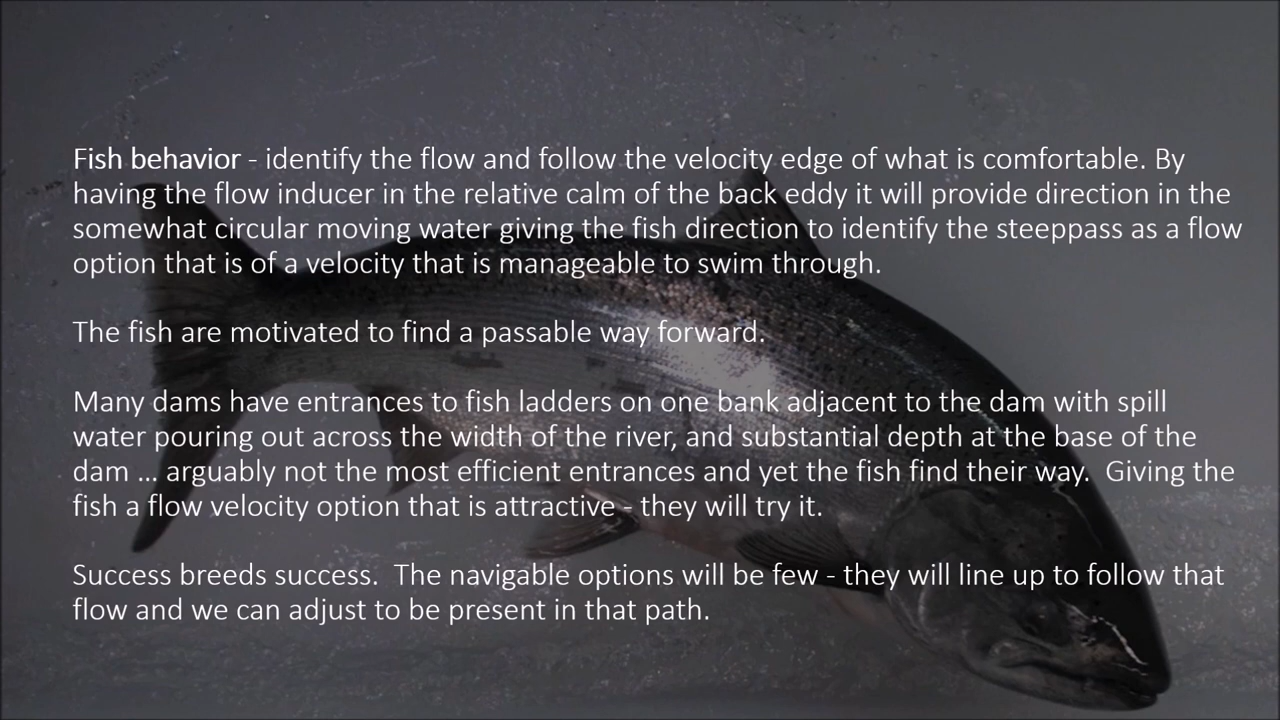 Fish behavior - identify the flow and follow the velocity edge of what is comfortable. By
having the flow inducer in the relative calm of the back eddy it will provide direction in the
somewhat circular moving water giving the fish direction to identify the steeppass as a flow
option that is of a velocity that is manageable to swim through.
The fish are motivated to find a passable way forward.
Many dams have entrances to fish ladders on one bank adjacent to the dam with spill
water pouring out across the width of the river, and substantial depth at the base of the
dam ... arguably not the most efficient entrances and yet the fish find their way.  Giving the
fish a flow velocity option that is attractive - they will try it.
Success breeds success.  The navigable options will be few - they will line up to follow that
flow and we can adjust to be present in that path.